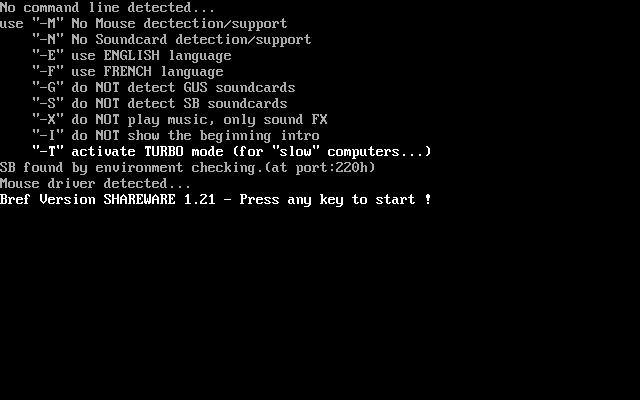 No command line detected...
use "-M" No Mouse dectection/support
"-N" No Soundcard detection/support
"-E" use ENGLISH language
"-F" use FRENCH language
"-G" do NOT detect GUS soundcards
"-S" do NOT detect SB soundcards
"-X" do NOT play music, only sound FX
"-I" do NOT show the beginning intro
"-T" activate TURBO mode (for "slow" computers...)
SB found by environment checking.(at port:220h)
Mouse driver detected...
Bref Version SHAREWARE 1.21 - Press any key to start !